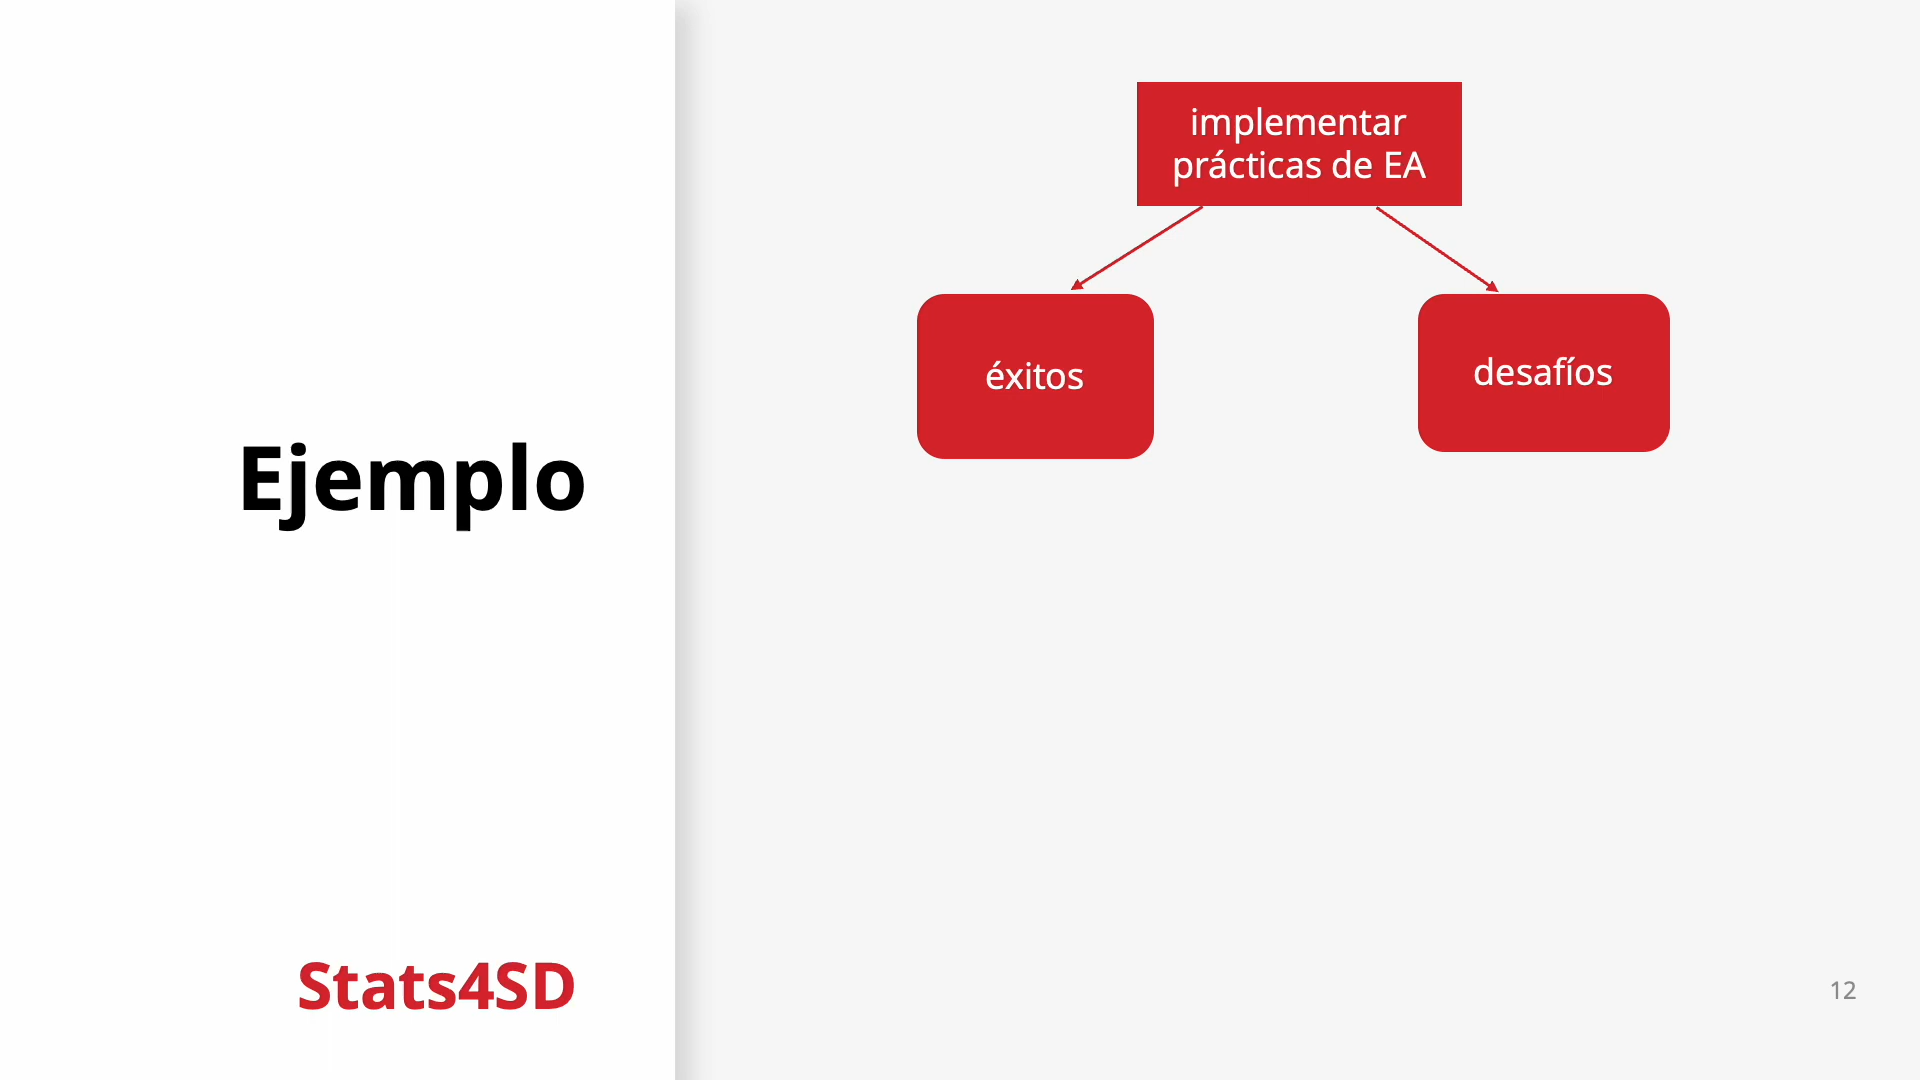 Ejemplo
Stats4SD
implementar
prácticas de EA
éxitos
desafíos
12